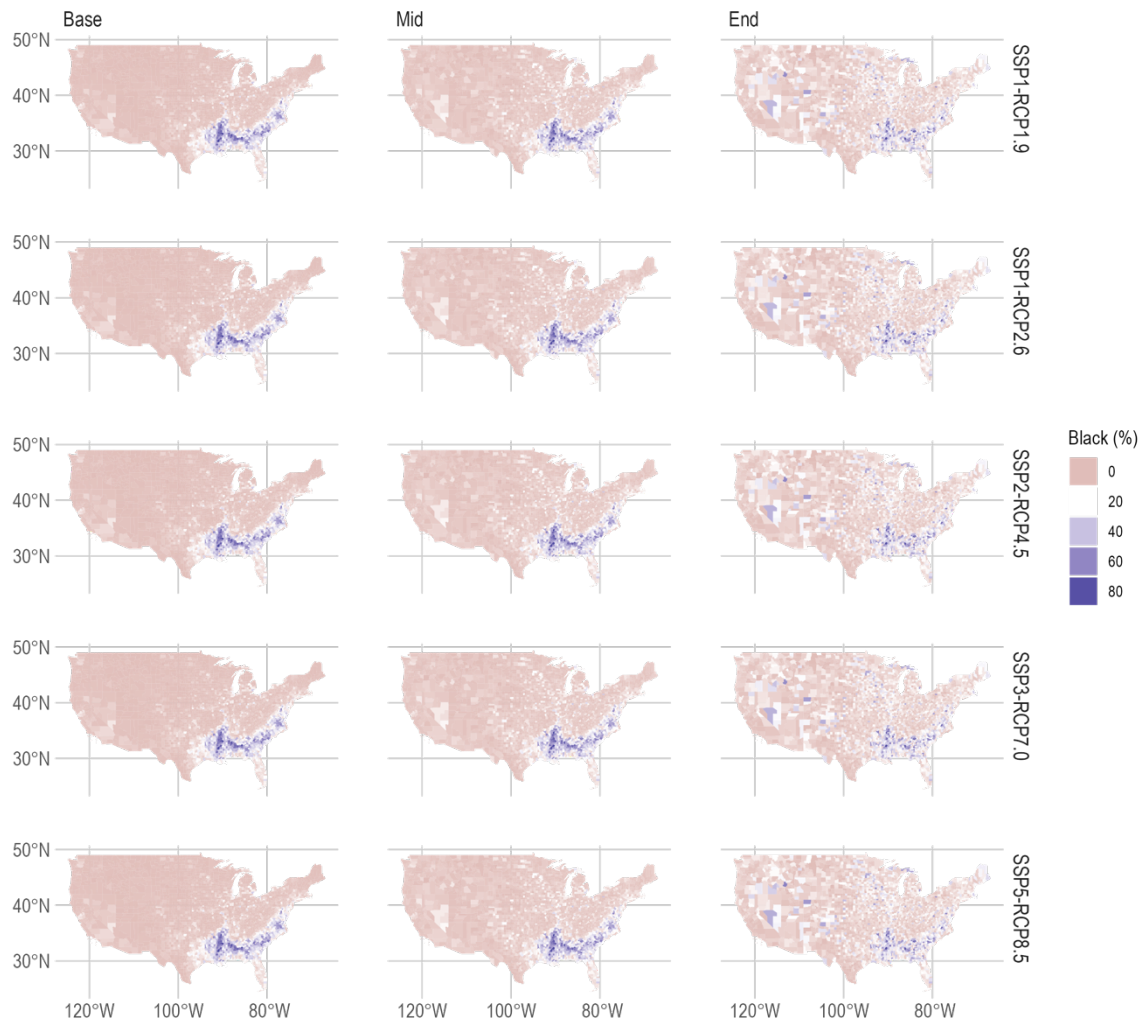 Base Mid End
50°N
40°N
30°N
SSP1-RCP1.9
50°N
40°N
30°N
SSP1-RCP2.6
50°N
40°N
30°N
SSP2-RCP4.5
Black (%)
0
20
40
60
80
50°N
40°N
30°N
SSP3-RCP7.0
50°N
40°N
30°N
SSP5-RCP8.5
120°W 100°W 80°W 120°W 100°W 80°W 120°W 100°W 80°W